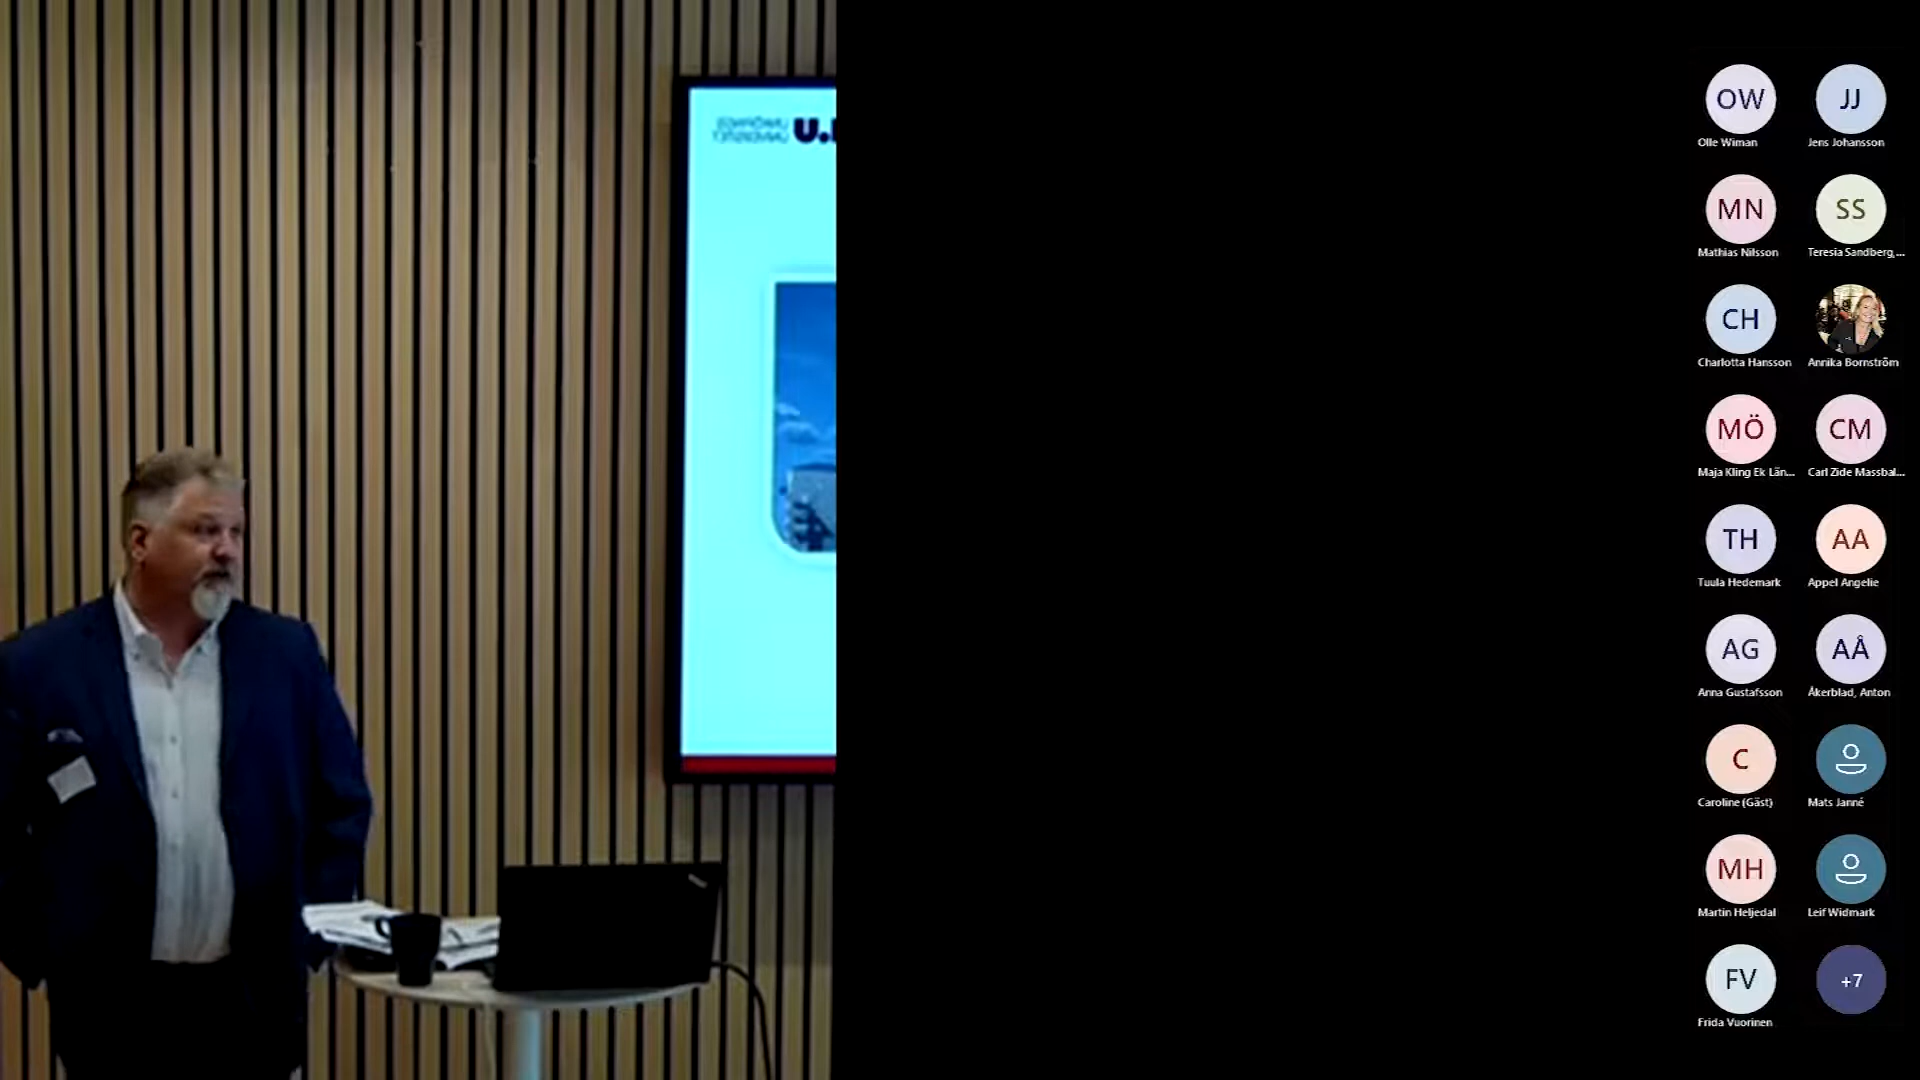 U.
OW
JJ
Olle Wiman
Jens Johansson
MN
SS
Mathias Nilsson
Teresia Sandberg,...
CH
Charlotta Hansson
Annika Bornström
MÖ
CM
Maja Kling Ek Län...
Carl Zide Massbal...
TH
AA
Tuula Hedemark
Appel Angelie
AG
AÅ
Anna Gustafsson
Åkerblad, Anton
C
Caroline (Gäst)
Mats Janné
MH
Martin Heljedal
Leif Widmark
FV
+7
Frida Vuorinen